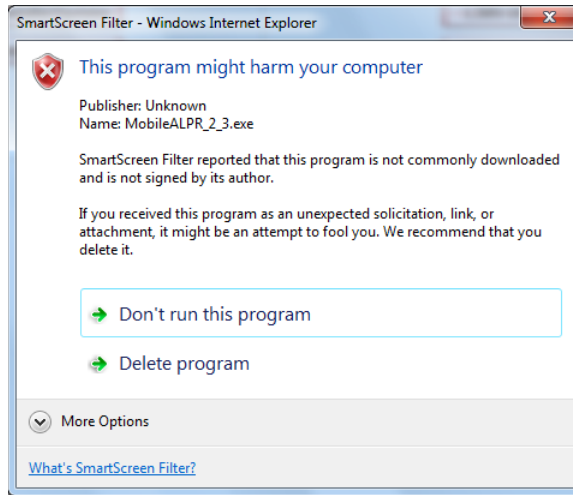 SmartScreen Filter - Windows Internet Explorer
This program might harm your computer
Publisher: Unknown
Name: MobileALPR_2_3.exe
SmartScreen Filter reported that this program is not commonly downloaded
and is not signed by its author.
If you received this program as an unexpected solicitation, link, or
attachment, it might be an attempt to fool you. We recommend that you
delete it.
Don't run this program
Delete program
More Options
What's SmartScreen Filter?